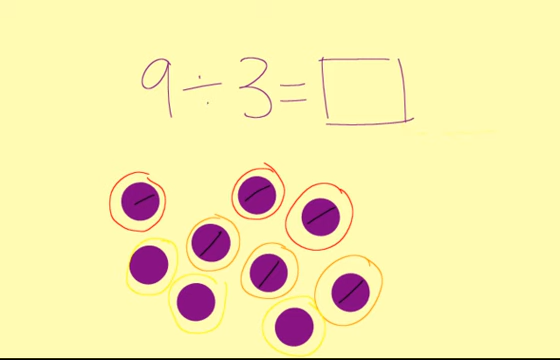 9 ÷ 3 = □